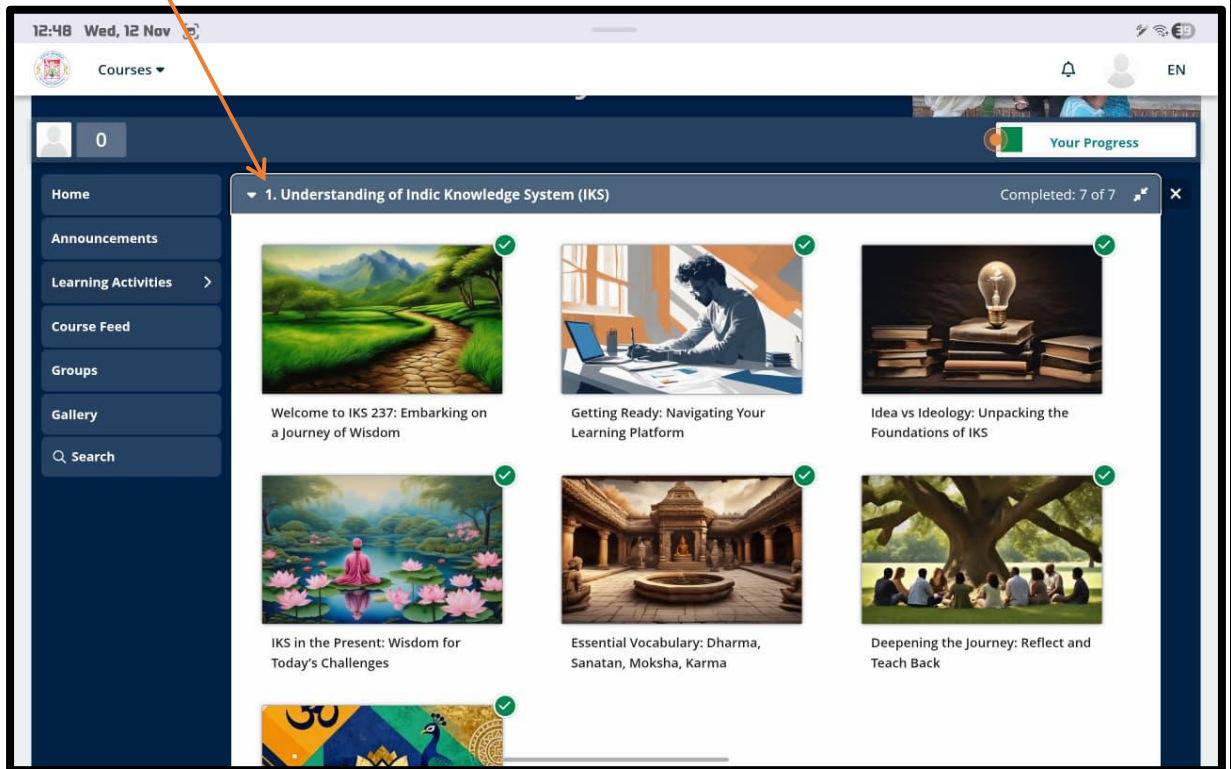 12:48 Wed, 12 Nov
39
Courses
EN
0
Your Progress
Home
Announcements
Learning Activities
Course Feed
Groups
Gallery
Search
1. Understanding of Indic Knowledge System (IKS)
Completed: 7 of 7
Welcome to IKS 237: Embarking on
a Journey of Wisdom
Getting Ready: Navigating Your
Learning Platform
Idea vs Ideology: Unpacking the
Foundations of IKS
IKS in the Present: Wisdom for
Today's Challenges
Essential Vocabulary: Dharma,
Sanatan, Moksha, Karma
Deepening the Journey: Reflect and
Teach Back